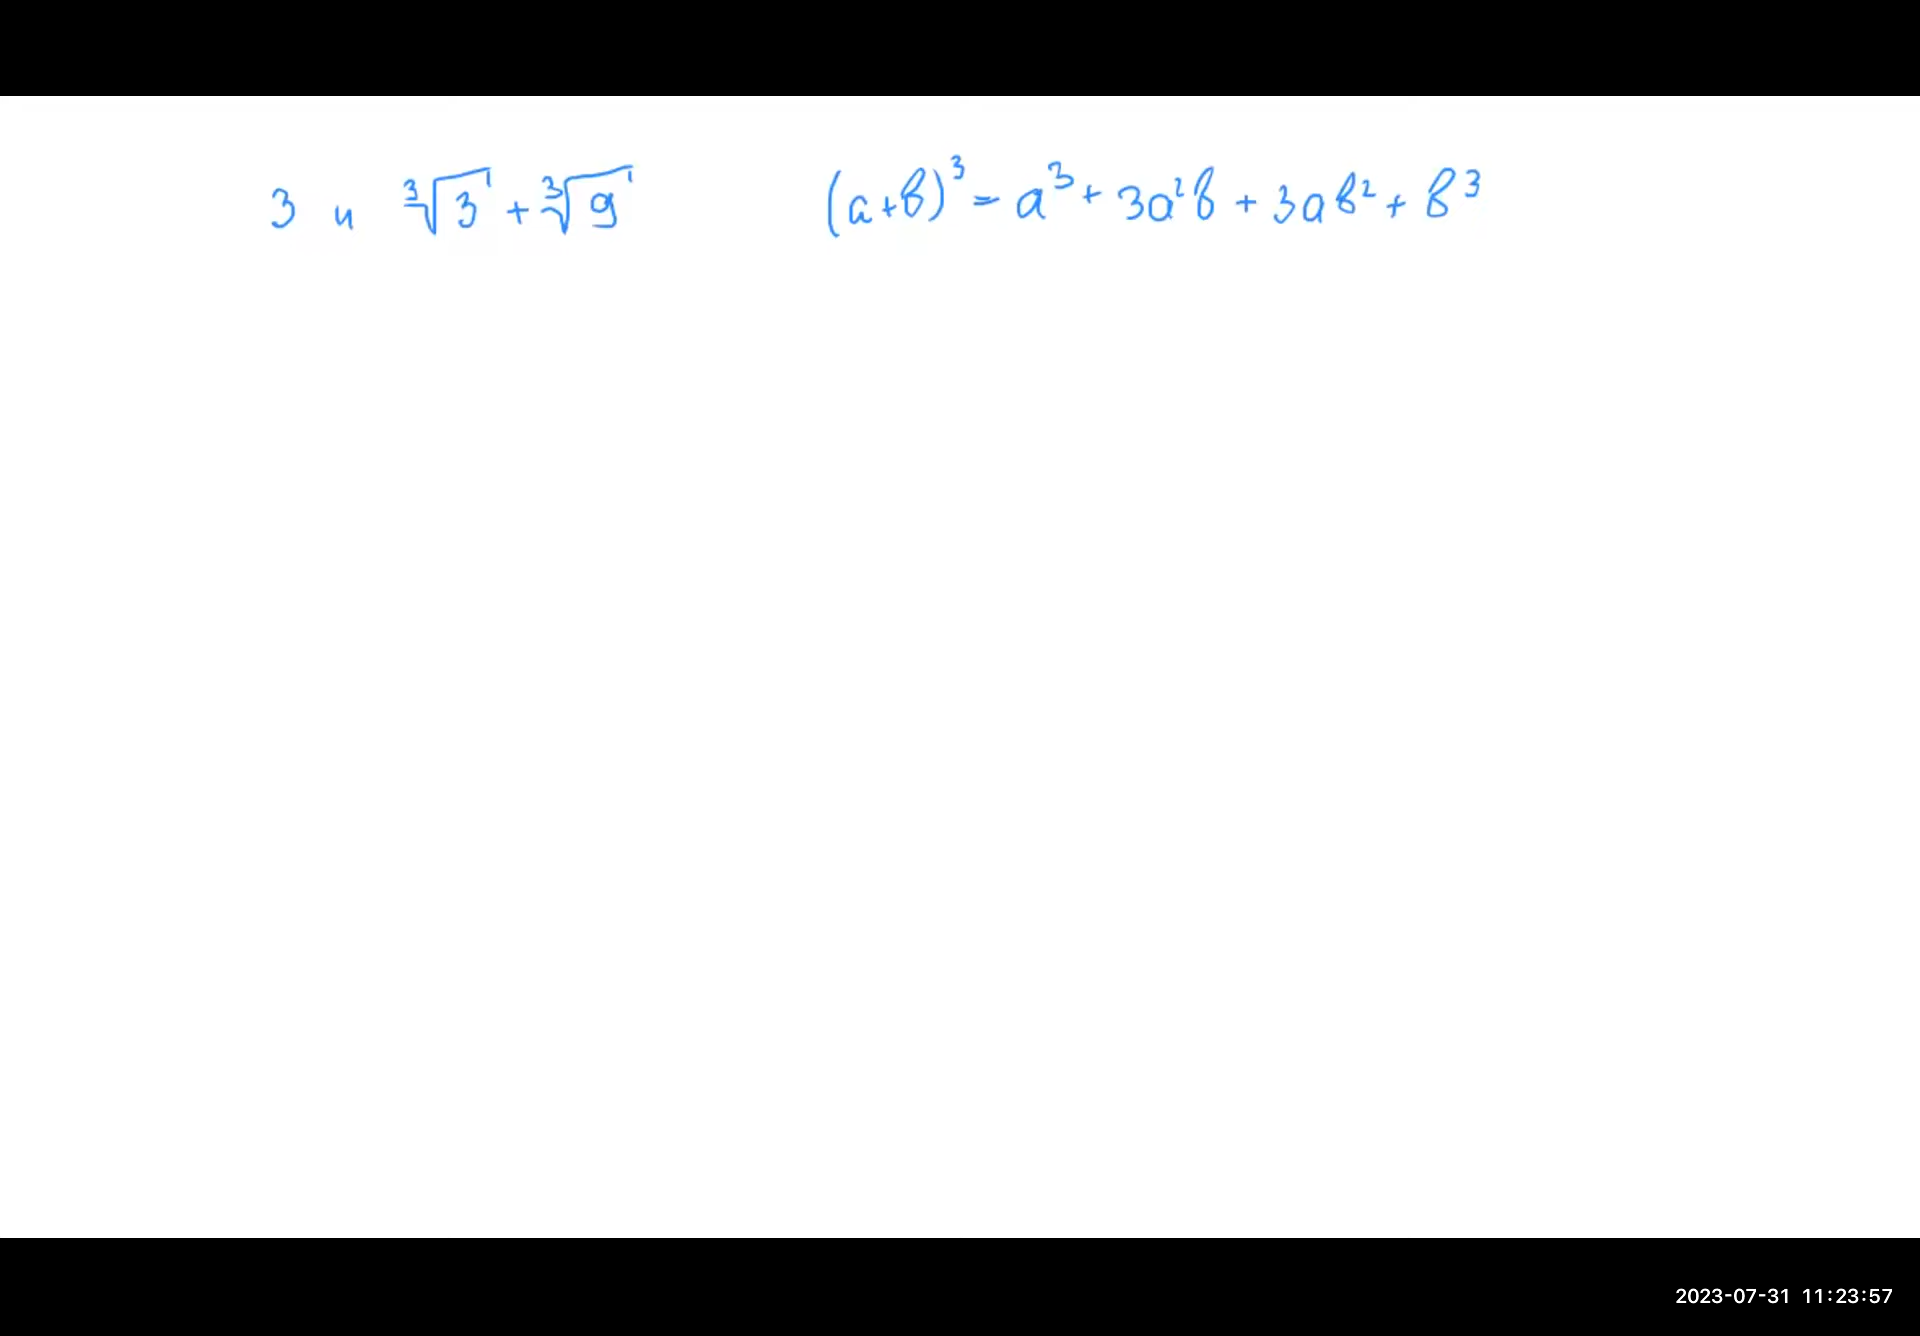 3 и ∛3 + ∛9 (a+b)³ = a³ + 3a²b + 3ab² + b³
2023-07-31 11:23:57